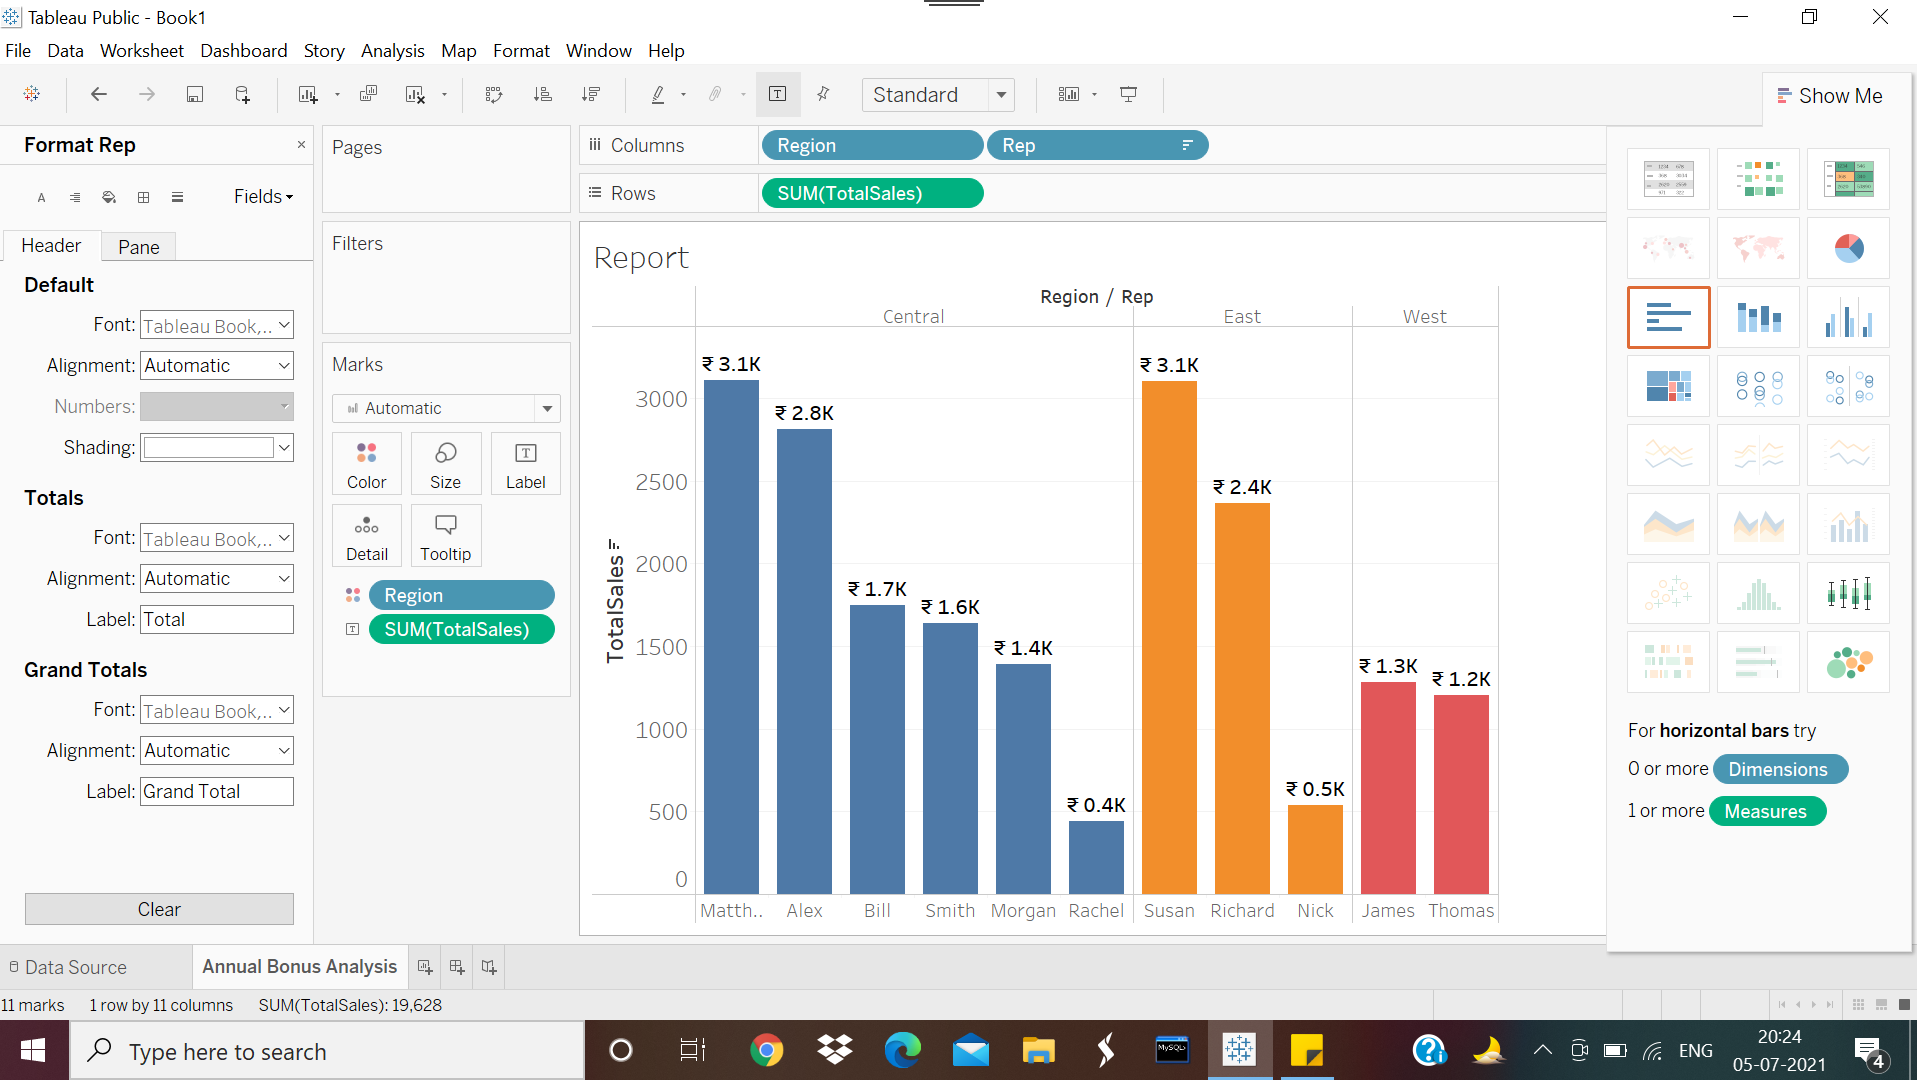 Tableau Public - Book1
File Data Worksheet Dashboard Story Analysis Map Format Window Help
Standard
Show Me
Format Rep
Fields
Header Pane
Default
Font: Tableau Book,..
Alignment: Automatic
Numbers:
Shading:
Totals
Font: Tableau Book,..
Alignment: Automatic
Label: Total
Grand Totals
Font: Tableau Book,..
Alignment: Automatic
Label: Grand Total
Clear
Pages
Filters
Marks
Automatic
Color Size Label
Detail Tooltip
Region
SUM(TotalSales)
Columns Region Rep
Rows SUM(TotalSales)
Report
Region / Rep
Central East West
TotalSales
3000
2500
2000
1500
1000
500
0
₹ 3.1K
₹ 2.8K
₹ 1.7K
₹ 1.6K
₹ 1.4K
₹ 0.4K
₹ 3.1K
₹ 2.4K
₹ 0.5K
₹ 1.3K
₹ 1.2K
Matth.. Alex Bill Smith Morgan Rachel Susan Richard Nick James Thomas
For horizontal bars try
0 or more Dimensions
1 or more Measures
Data Source Annual Bonus Analysis
11 marks 1 row by 11 columns SUM(TotalSales): 19,628
Type here to search
MySQL
ENG
20:24
05-07-2021
4